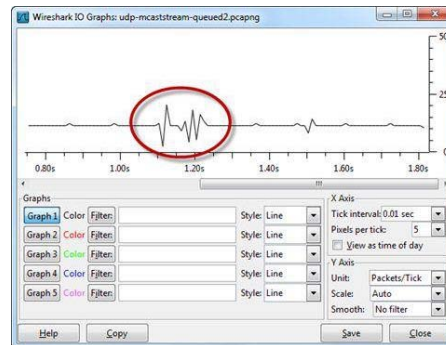 Wireshark IO Graphs: udp-mcaststream-queued2.pcapng
50
25
0
0.80s 1.00s 1.20s 1.40s 1.60s 1.80s
Graphs
Graph 1 Color Filter: Style: Line
Graph 2 Color Filter: Style: Line
Graph 3 Color Filter: Style: Line
Graph 4 Color Filter: Style: Line
Graph 5 Color Filter: Style: Line
X Axis
Tick interval: 0.01 sec
Pixels per tick: 5
View as time of day
Y Axis
Unit: Packets/Tick
Scale: Auto
Smooth: No filter
Help Copy Save Close